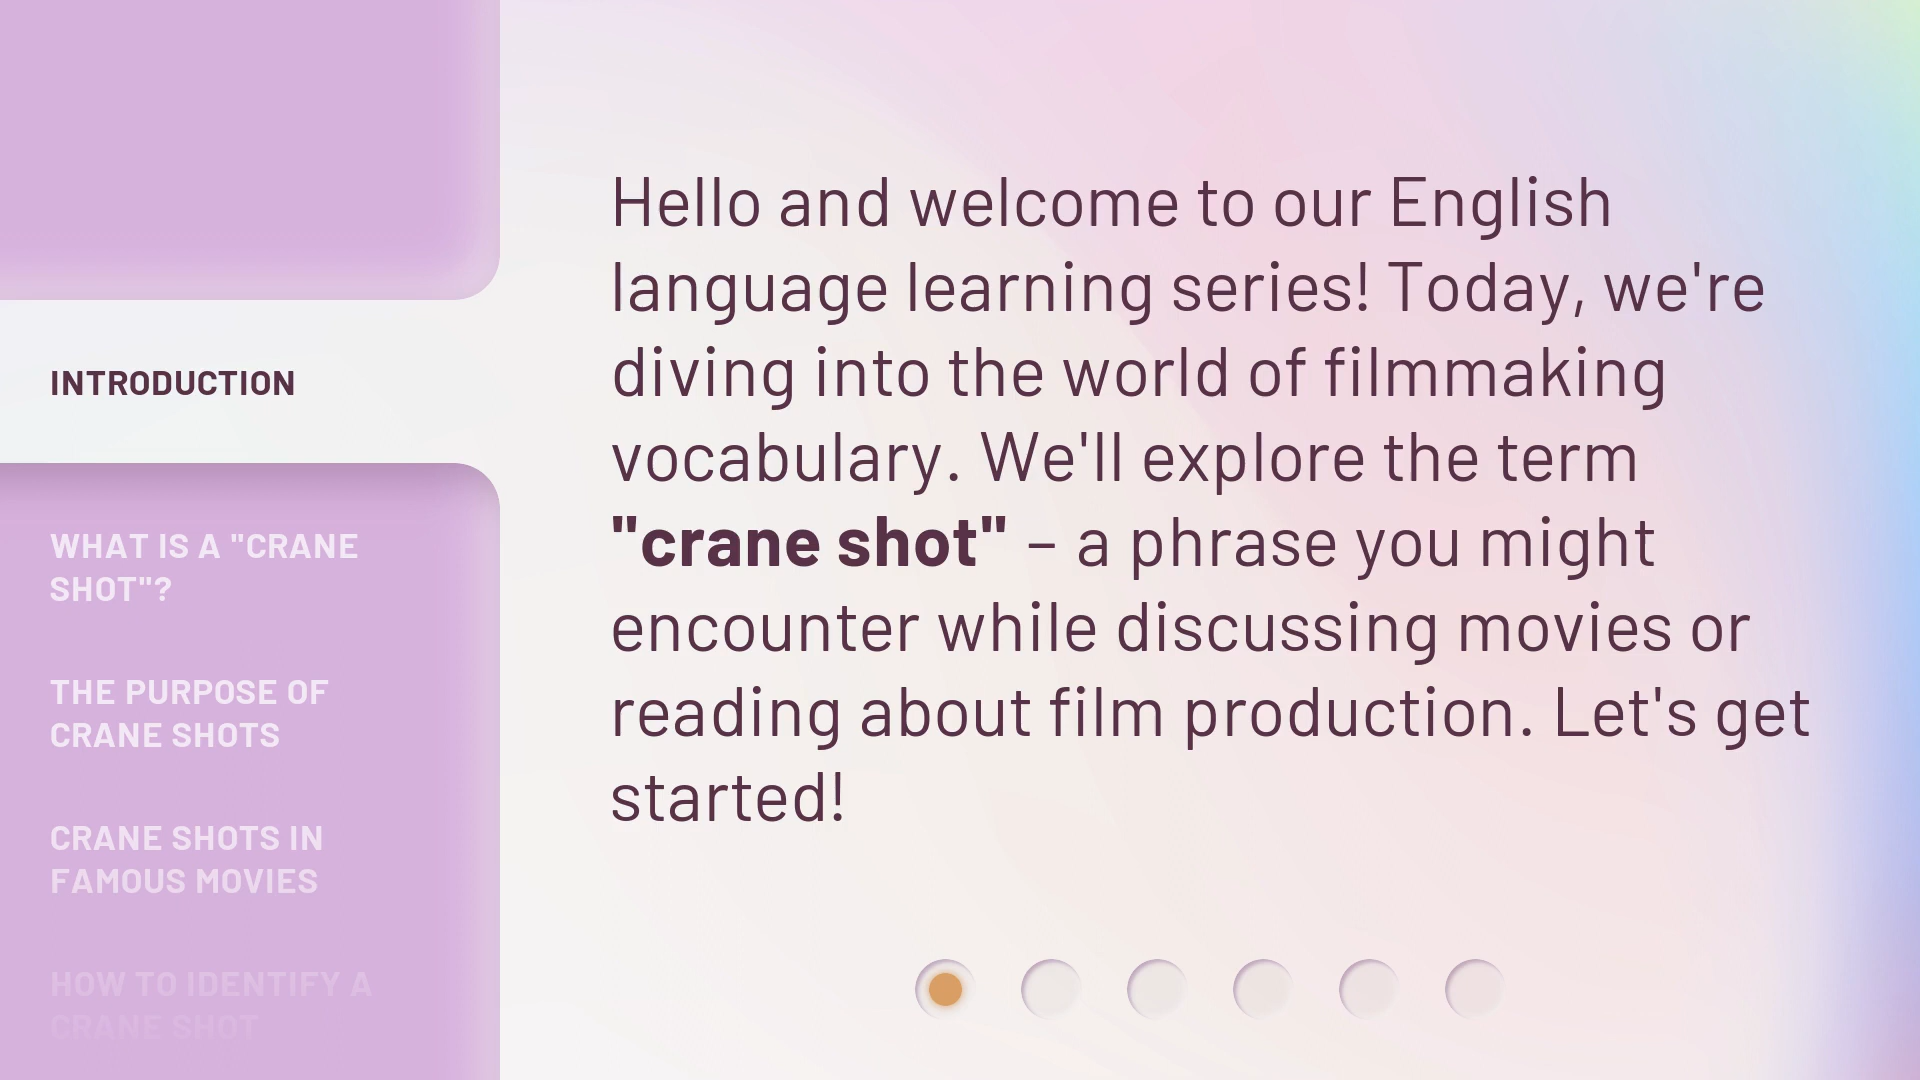 INTRODUCTION
WHAT IS A "CRANE
SHOT"?
THE PURPOSE OF
CRANE SHOTS
CRANE SHOTS IN
FAMOUS MOVIES
HOW TO IDENTIFY A
CRANE SHOT
Hello and welcome to our English
language learning series! Today, we're
diving into the world of filmmaking
vocabulary. We'll explore the term
"crane shot" – a phrase you might
encounter while discussing movies or
reading about film production. Let's get
started!